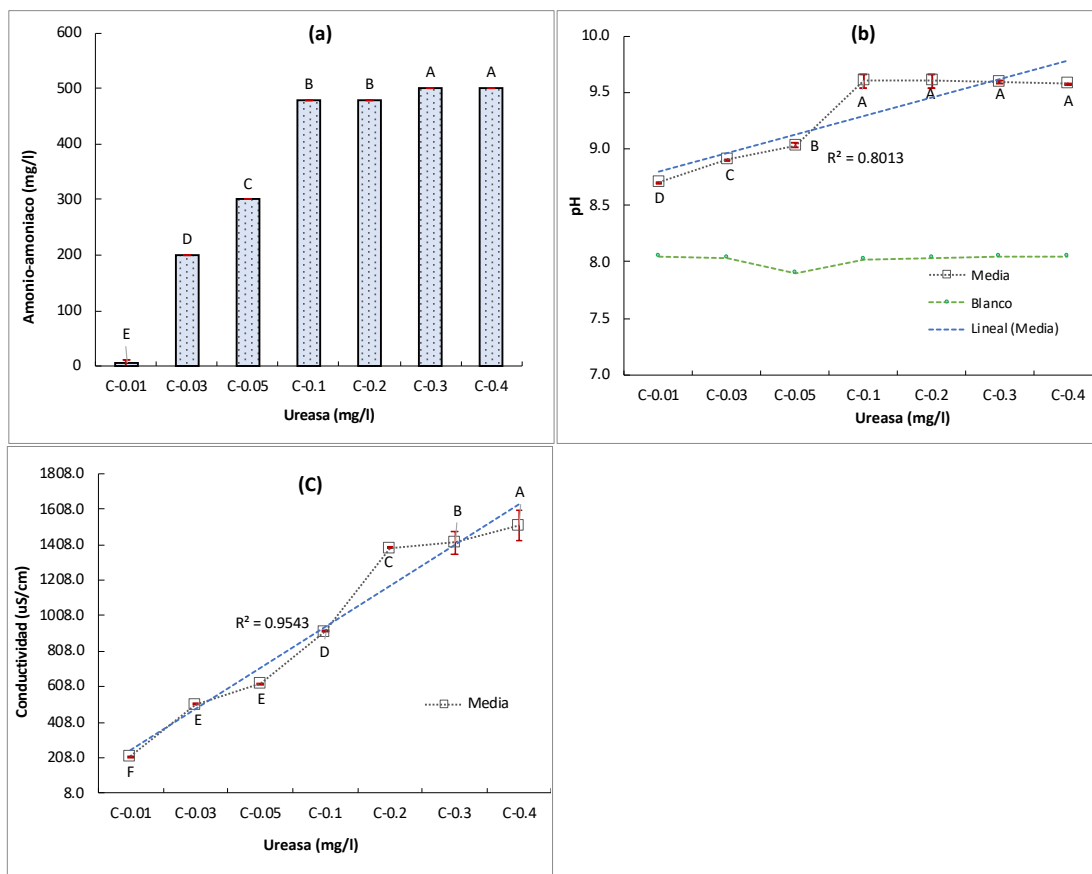 (a)
Amonio-amoniaco (mg/l)
600
500
400
300
200
100
0
E
D
C
B
B
A
A
C-0.01 C-0.03 C-0.05 C-0.1 C-0.2 C-0.3 C-0.4
Ureasa (mg/l)
(b)
pH
10.0
9.5
9.0
8.5
8.0
7.5
7.0
D
C
B
A
A
A
A
R² = 0.8013
Media
Blanco
Lineal (Media)
C-0.01 C-0.03 C-0.05 C-0.1 C-0.2 C-0.3 C-0.4
Ureasa (mg/l)
(C)
Conductividad (uS/cm)
1808.0
1608.0
1408.0
1208.0
1008.0
808.0
608.0
408.0
208.0
8.0
F
E
E
D
C
B
A
R² = 0.9543
Media
C-0.01 C-0.03 C-0.05 C-0.1 C-0.2 C-0.3 C-0.4
Ureasa (mg/l)